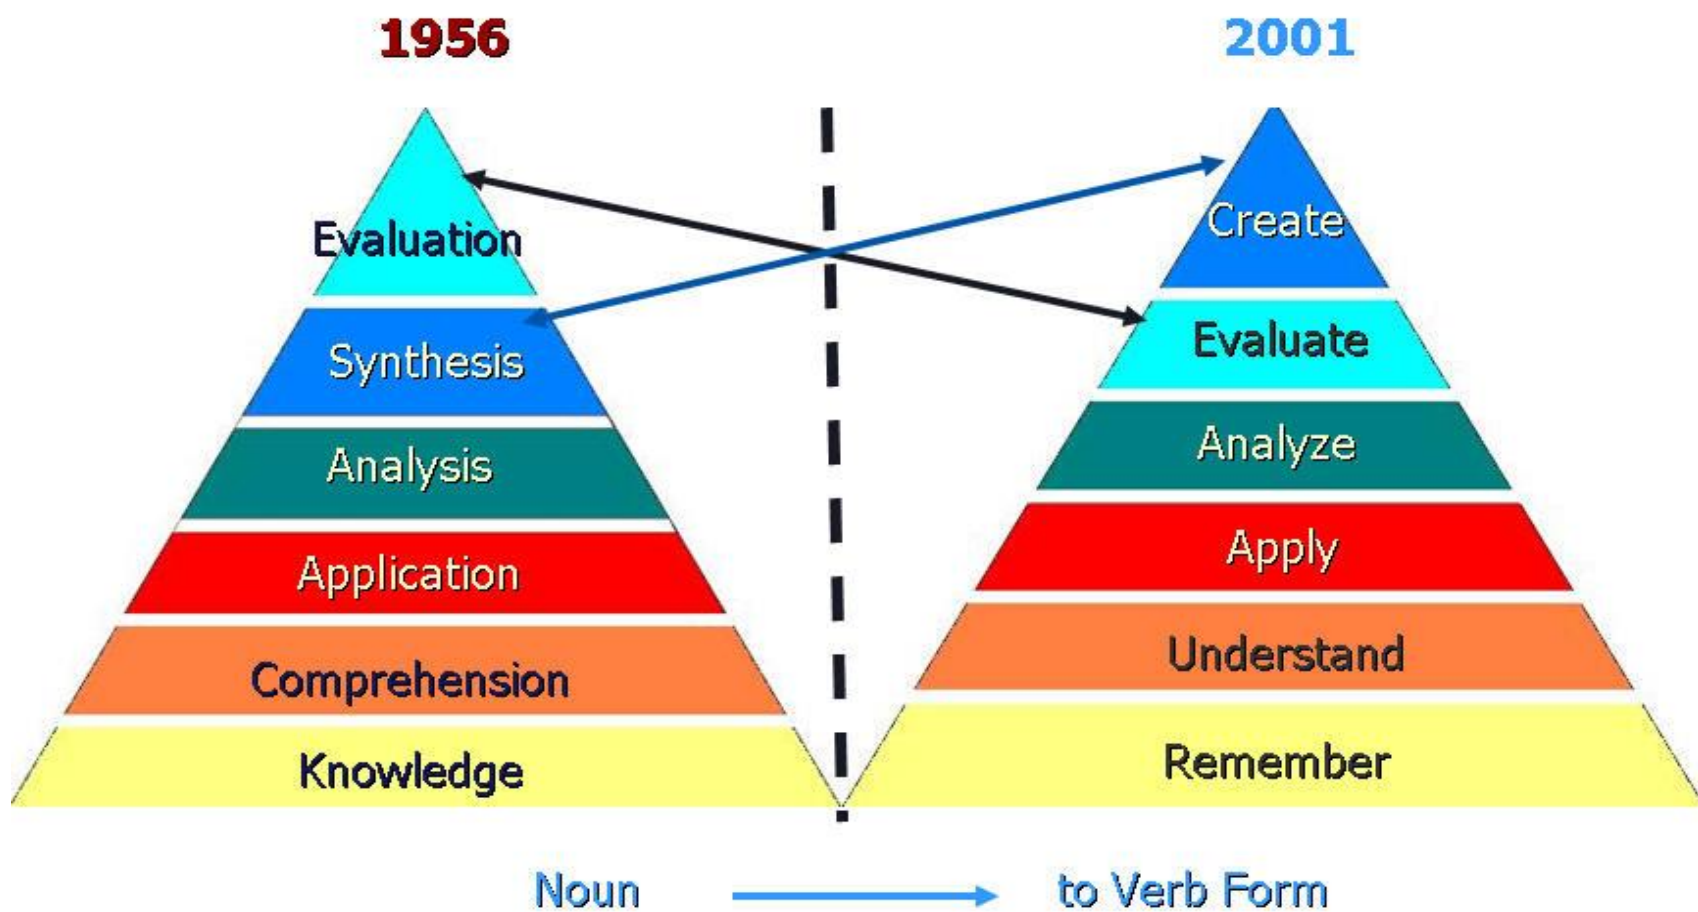 1956
Evaluation
Synthesis
Analysis
Application
Comprehension
Knowledge
2001
Create
Evaluate
Analyze
Apply
Understand
Remember
Noun to Verb Form